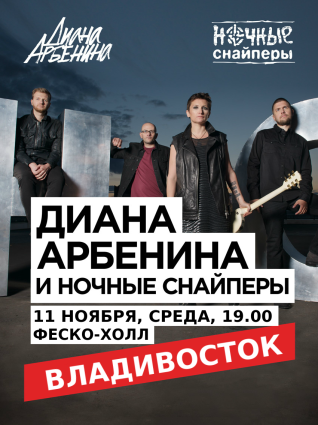 Диана
Арбенина
НОЧНЫЕ
снайперы
ДИАНА
АРБЕНИНА
И НОЧНЫЕ СНАЙПЕРЫ
11 НОЯБРЯ, СРЕДА, 19.00
ФЕСКО-ХОЛЛ
ВЛАДИВОСТОК